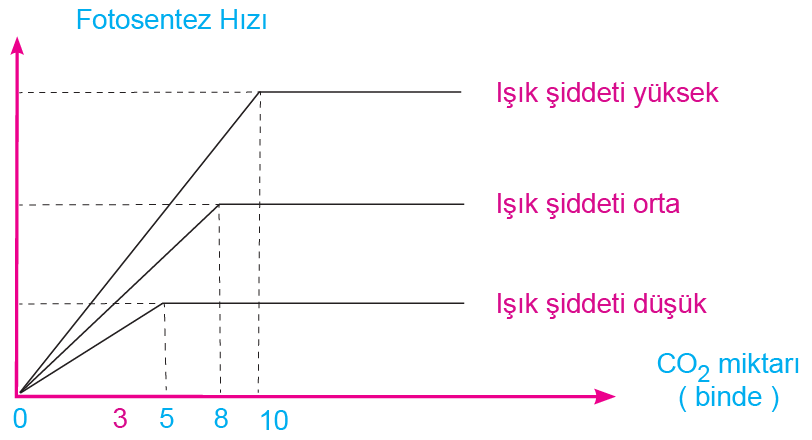 Fotosentez Hızı
Işık şiddeti yüksek
Işık şiddeti orta
Işık şiddeti düşük
CO2 miktarı
( binde )
0 3 5 8 10